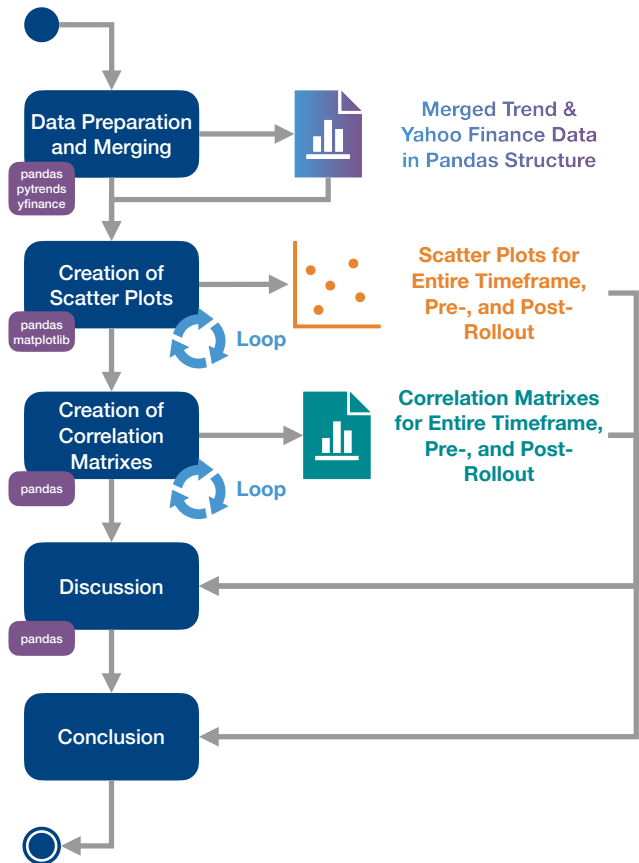 Data Preparation
and Merging
pandas
pytrends
yfinance
Merged Trend &
Yahoo Finance Data
in Pandas Structure
Creation of
Scatter Plots
pandas
matplotlib
Loop
Scatter Plots for
Entire Timeframe,
Pre-, and Post-
Rollout
Creation of
Correlation
Matrixes
pandas
Loop
Correlation Matrixes
for Entire Timeframe,
Pre-, and Post-
Rollout
Discussion
pandas
Conclusion